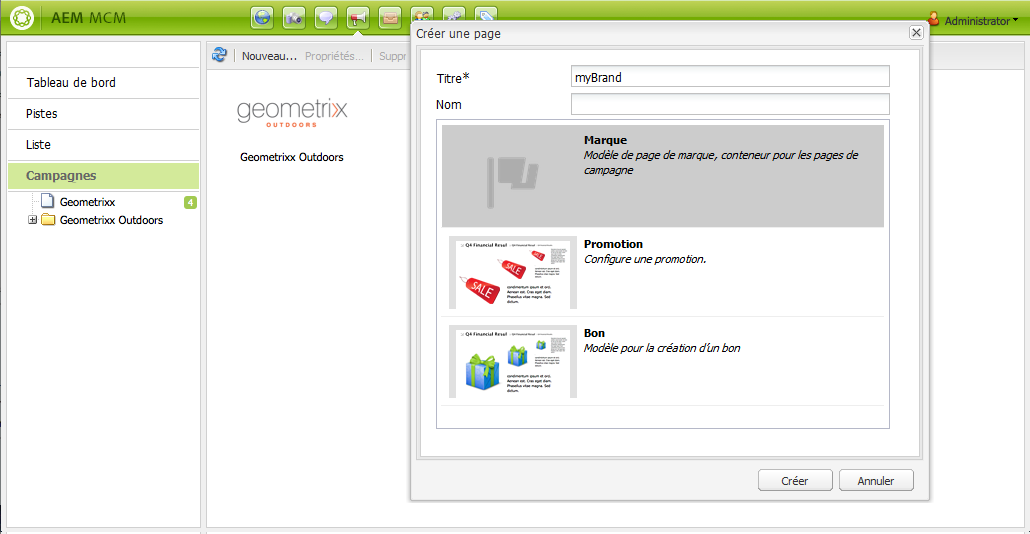 AEM MCM
Administrator
Tableau de bord
Pistes
Liste
Campagnes
Geometrixx
4
Geometrixx Outdoors
Nouveau...
Propriétés...
Suppr
geometrixx
OUTDOORS
Geometrixx Outdoors
Créer une page
Titre*
myBrand
Nom
Marque
Modèle de page de marque, conteneur pour les pages de
campagne
Q4 Financial Resul
SALE
SALE
SALE
condimentum ipsum et orci.
Aenean est. Cras eget diam.
Phasellus vitae magna. Sed
dictum.
Promotion
Configure une promotion.
Q4 Financial Resul
condimentum ipsum et orci.
Aenean est. Cras eget diam.
Phasellus vitae magna. Sed
dictum.
Bon
Modèle pour la création d'un bon
Créer
Annuler